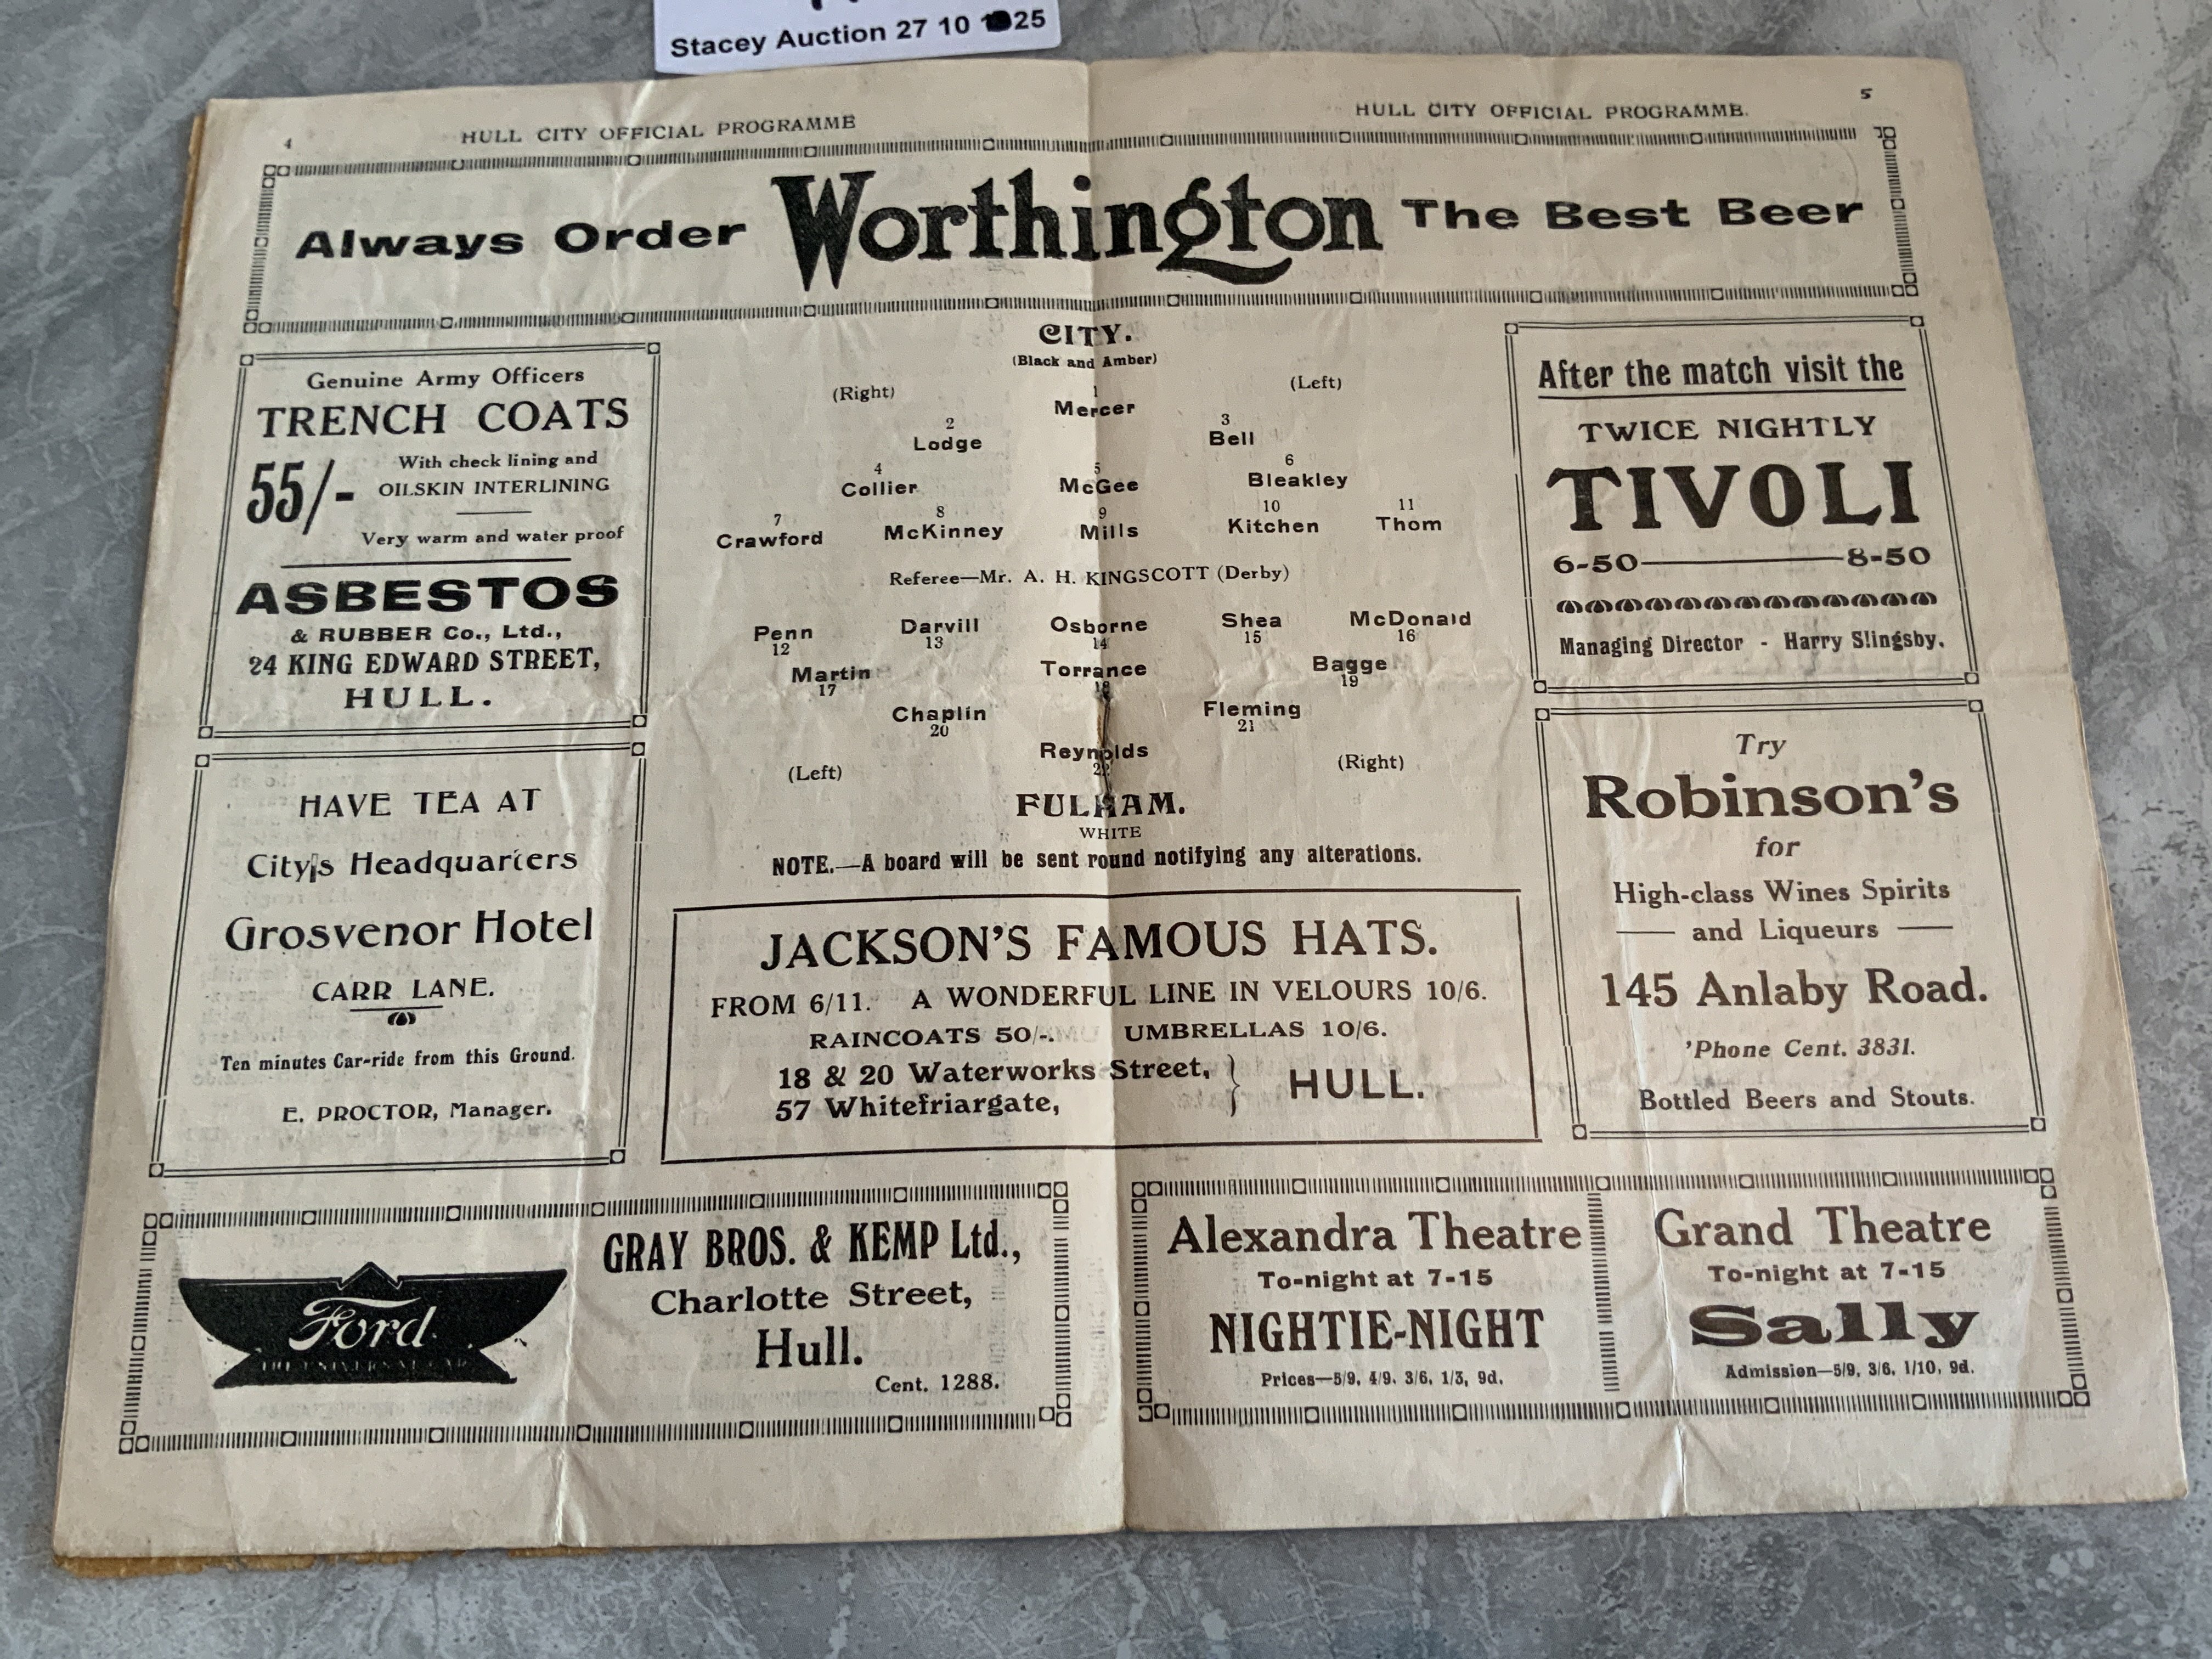 Stacey Auction 27 10 25
4
HULL CITY OFFICIAL PROGRAMME
HULL CITY OFFICIAL PROGRAMME.
5
Always Order Worthington The Best Beer
Genuine Army Officers
TRENCH COATS
55/-
With check lining and
OILSKIN INTERLINING
Very warm and water proof
ASBESTOS
& RUBBER Co., Ltd.,
24 KING EDWARD STREET,
HULL.
HAVE TEA AT
City's Headquarters
Grosvenor Hotel
CARR LANE.
Ten minutes Car-ride from this Ground.
E. PROCTOR, Manager.
CITY.
(Black and Amber)
(Right) (Left)
1
Mercer
2 3
Lodge Bell
4 5 6
Collier McGee Bleakley
7 8 9 10 11
Crawford McKinney Mills Kitchen Thom
Referee—Mr. A. H. KINGSCOTT (Derby)
Penn Darvill Osborne Shea McDonald
12 13 14 15 16
Martin Torrance Bagge
17 18 19
Chaplin Fleming
20 21
Reynolds
22
(Left) (Right)
FULHAM.
WHITE
NOTE.—A board will be sent round notifying any alterations.
JACKSON'S FAMOUS HATS.
FROM 6/11. A WONDERFUL LINE IN VELOURS 10/6.
RAINCOATS 50/-. UMBRELLAS 10/6.
18 & 20 Waterworks Street,
57 Whitefriargate,
} HULL.
After the match visit the
TWICE NIGHTLY
TIVOLI
6-50 8-50
Managing Director - Harry Slingsby.
Try
Robinson's
for
High-class Wines Spirits
and Liqueurs
145 Anlaby Road.
'Phone Cent. 3831.
Bottled Beers and Stouts.
Ford
THE UNIVERSAL CAR
GRAY BROS. & KEMP Ltd.,
Charlotte Street,
Hull.
Cent. 1288.
Alexandra Theatre
To-night at 7-15
NIGHTIE-NIGHT
Prices—5/9, 4/9, 3/6, 1/3, 9d.
Grand Theatre
To-night at 7-15
Sally
Admission—5/9, 3/6, 1/10, 9d.